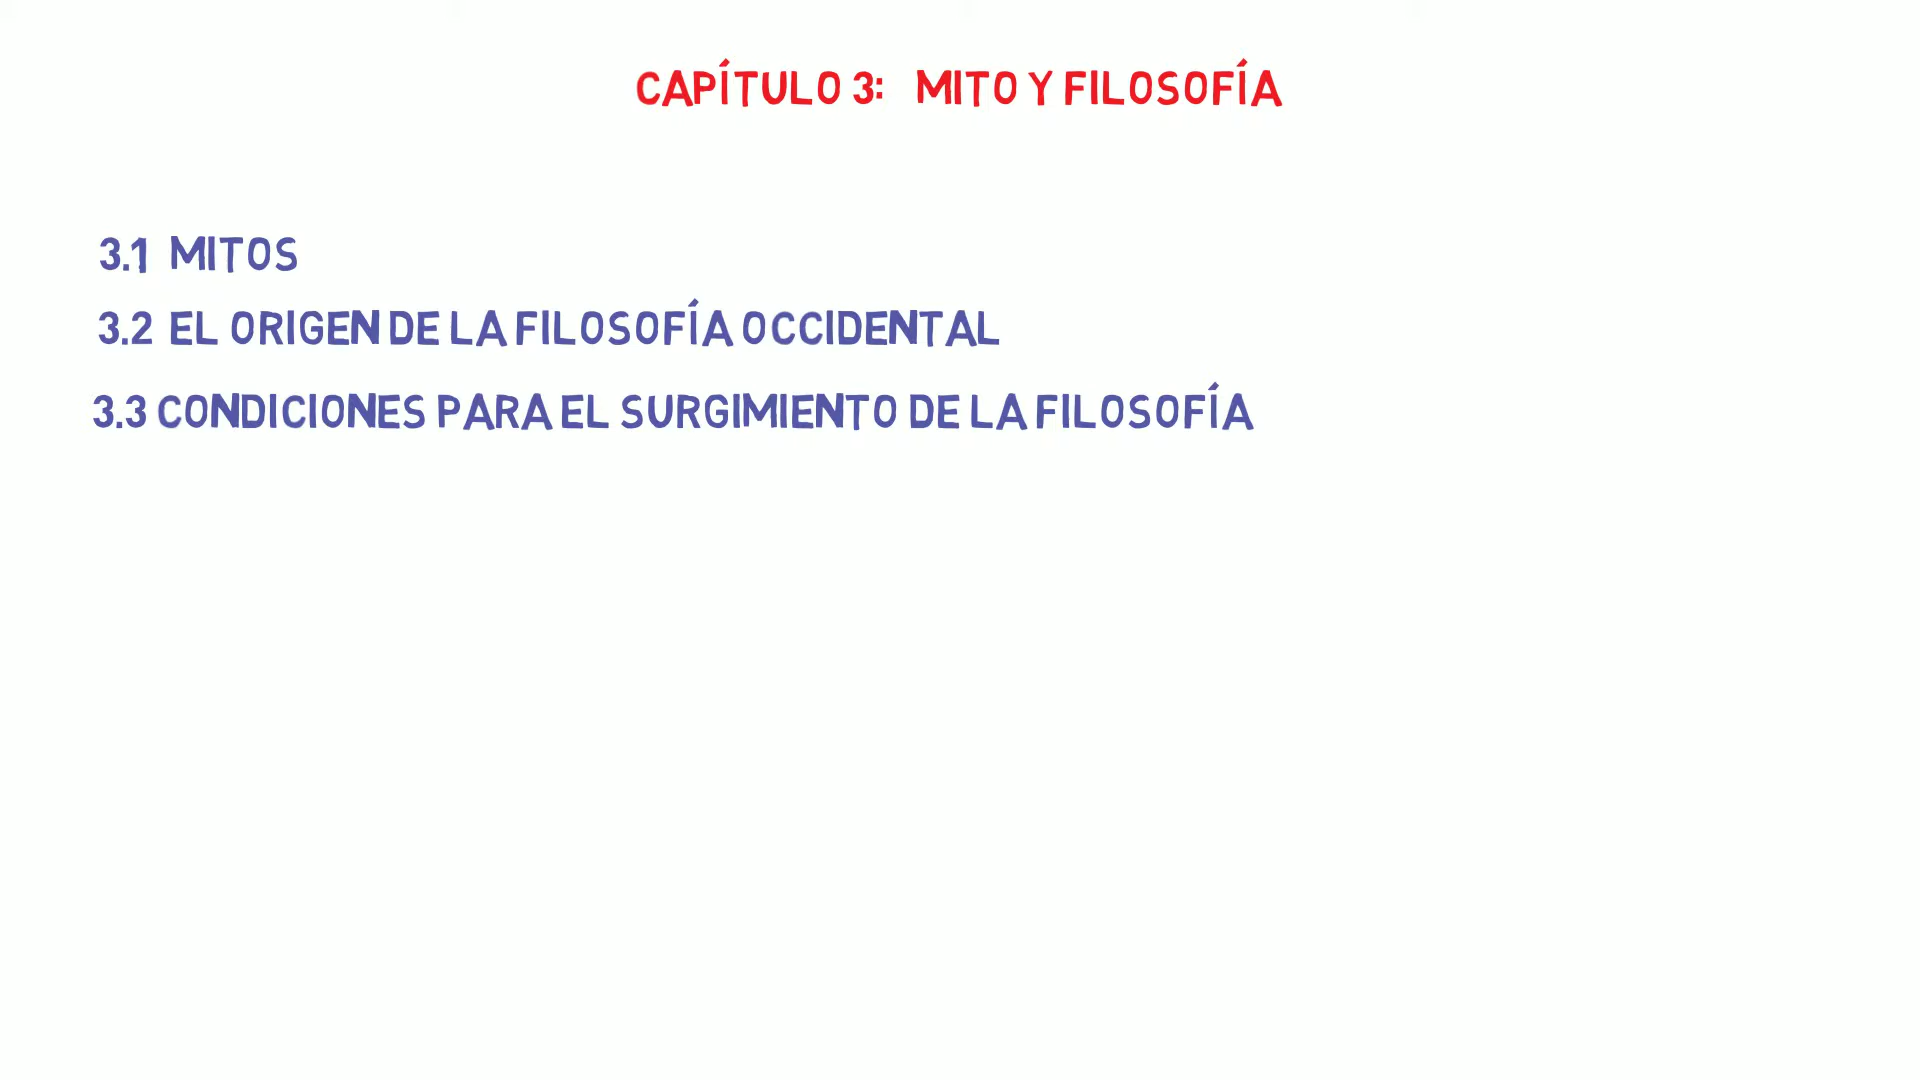 CAPÍTULO 3: MITO Y FILOSOFÍA
3.1 MITOS
3.2 EL ORIGEN DE LA FILOSOFÍA OCCIDENTAL
3.3 CONDICIONES PARA EL SURGIMIENTO DE LA FILOSOFÍA